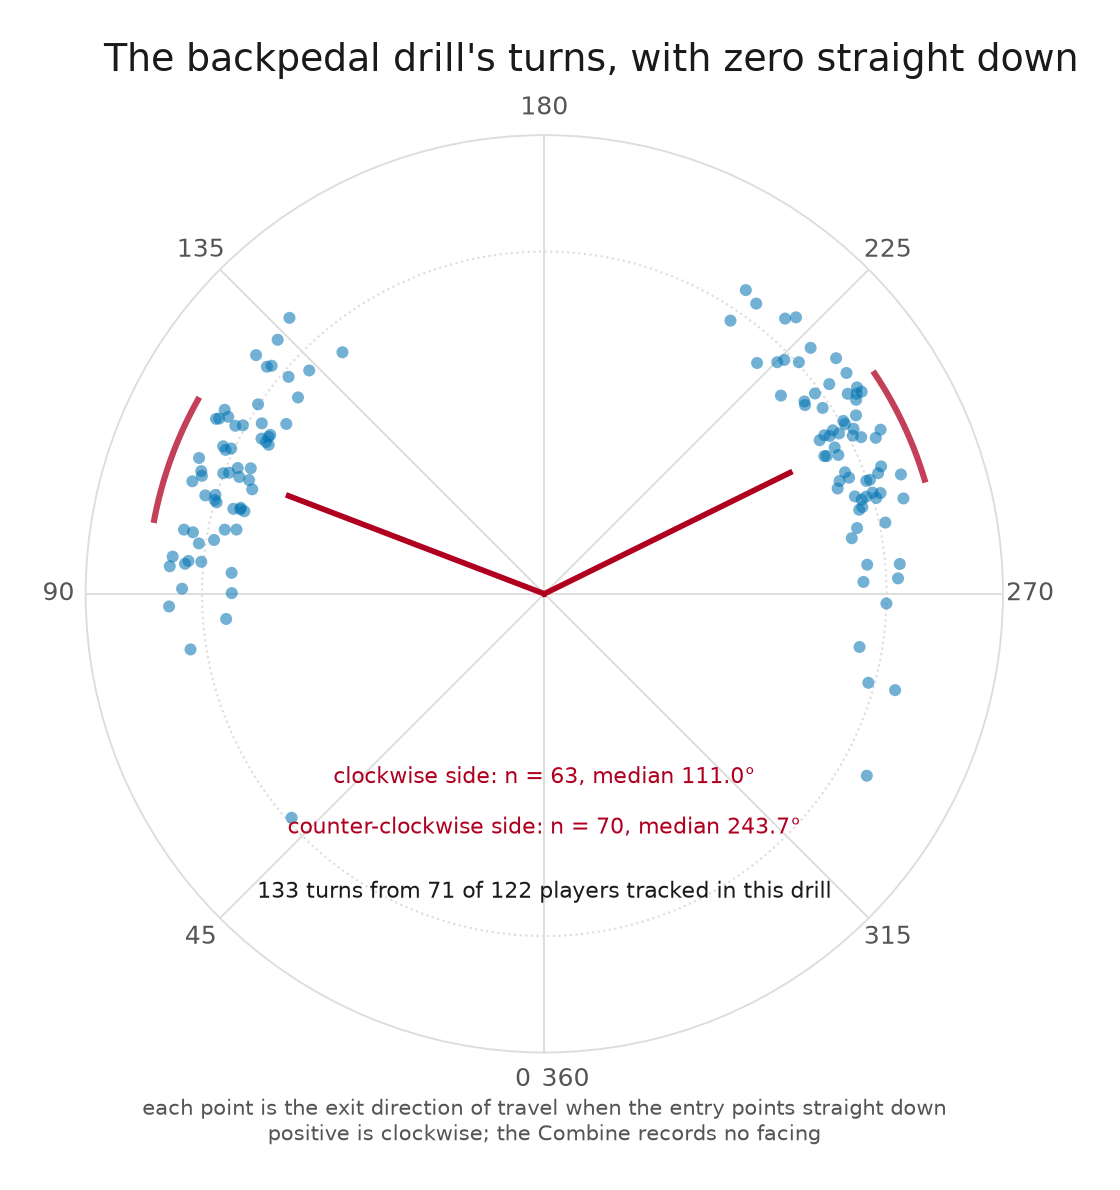 The backpedal drill's turns, with zero straight down
180
135
225
90
270
clockwise side: n = 63, median 111.0°
counter-clockwise side: n = 70, median 243.7°
133 turns from 71 of 122 players tracked in this drill
45
315
0 360
each point is the exit direction of travel when the entry points straight down
positive is clockwise; the Combine records no facing